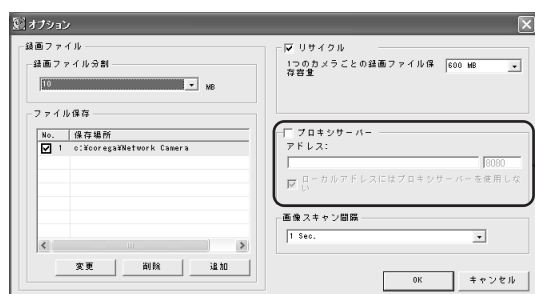 オプション
録画ファイル
録画ファイル分割
10
MB
ファイル保存
No. 保存場所
1 c:¥corega¥Network Camera
変更 削除 追加
リサイクル
1つのカメラごとの録画ファイル保
存容量
600 MB
プロキシサーバー
アドレス:
8080
ローカルアドレスにはプロキシサーバーを使用しな
い
画像スキャン間隔
1 Sec.
OK キャンセル